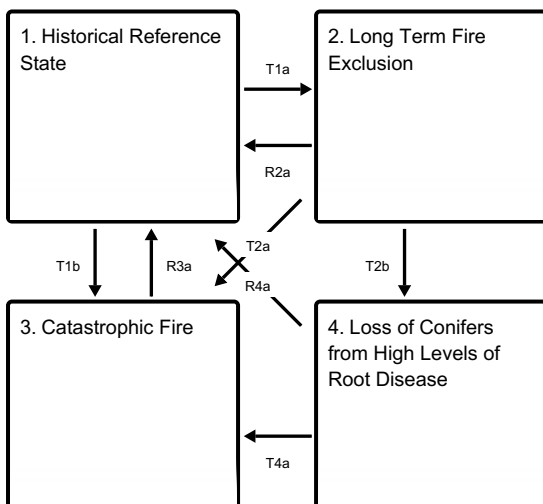 1. Historical Reference
State
2. Long Term Fire
Exclusion
T1a
R2a
T1b
R3a
T2a
R4a
T2b
3. Catastrophic Fire
4. Loss of Conifers
from High Levels of
Root Disease
T4a